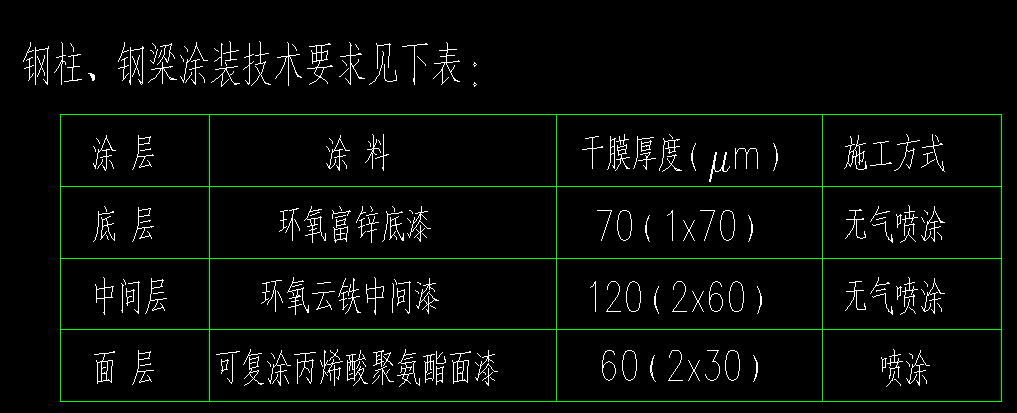 钢柱、钢梁涂装技术要求见下表：
涂 层 涂 料 干膜厚度(μm) 施工方式
底 层 环氧富锌底漆 70(1x70) 无气喷涂
中间层 环氧云铁中间漆 120(2x60) 无气喷涂
面 层 可复涂丙烯酸聚氨酯面漆 60(2x30) 喷涂